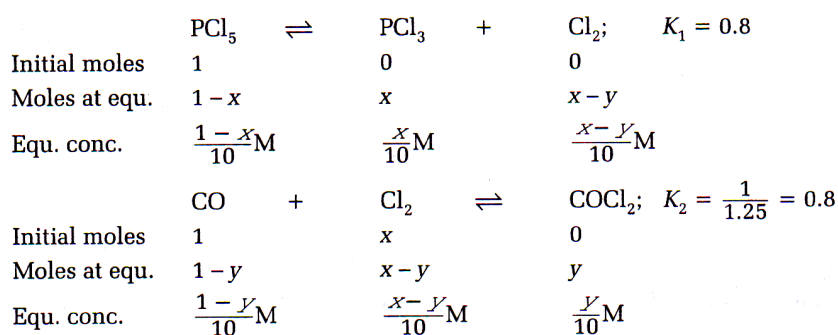 PCl₅ ⇌ PCl₃ + Cl₂; K₁ = 0.8
Initial moles 1 0 0
Moles at equ. 1 – x x x – y
Equ. conc. (1 – x)/10 M x/10 M (x – y)/10 M
CO + Cl₂ ⇌ COCl₂; K₂ = 1/1.25 = 0.8
Initial moles 1 x 0
Moles at equ. 1 – y x – y y
Equ. conc. (1 – y)/10 M (x – y)/10 M y/10 M